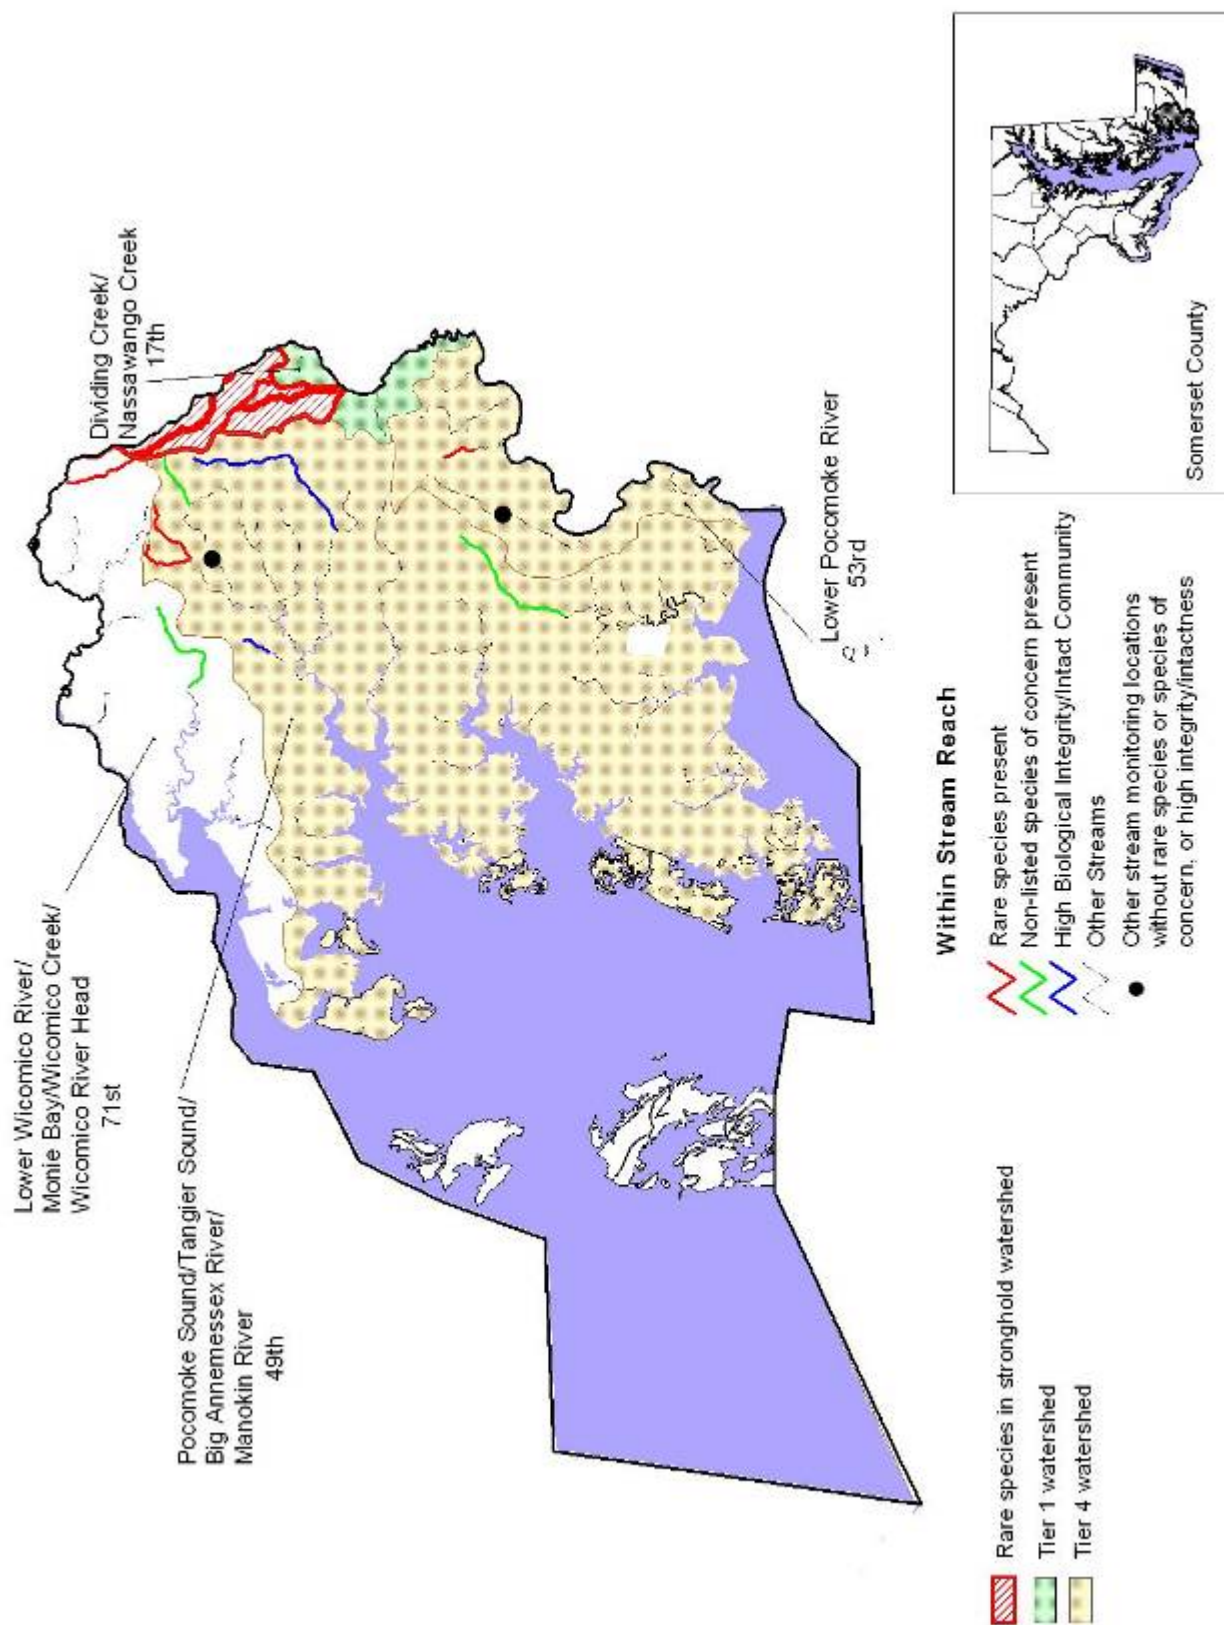 Lower Wicomico River/
Monie Bay/Wicomico Creek/
Wicomico River Head
71st
Dividing Creek/
Nassawango Creek
17th
Pocomoke Sound/Tangier Sound/
Big Annemessex River/
Manokin River
49th
Lower Pocomoke River
53rd
Rare species in stronghold watershed
Tier 1 watershed
Tier 4 watershed
Within Stream Reach
Rare species present
Non-listed species of concern present
High Biological Integrity/Intact Community
Other Streams
Other stream monitoring locations
without rare species or species of
concern, or high integrity/intactness
Somerset County